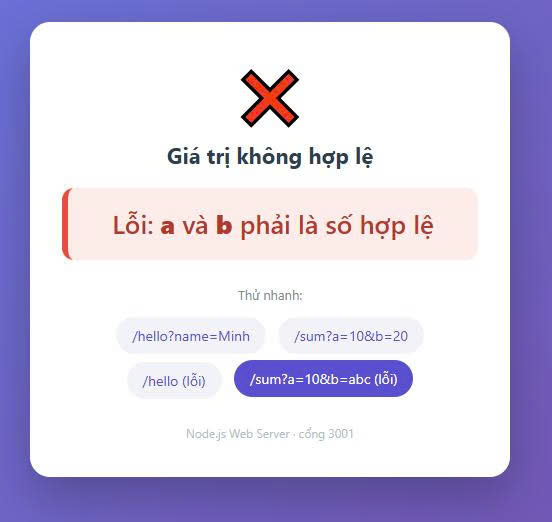 Giá trị không hợp lệ
Lỗi: a và b phải là số hợp lệ
Thử nhanh:
/hello?name=Minh /sum?a=10&b=20
/hello (lỗi) /sum?a=10&b=abc (lỗi)
Node.js Web Server · cổng 3001